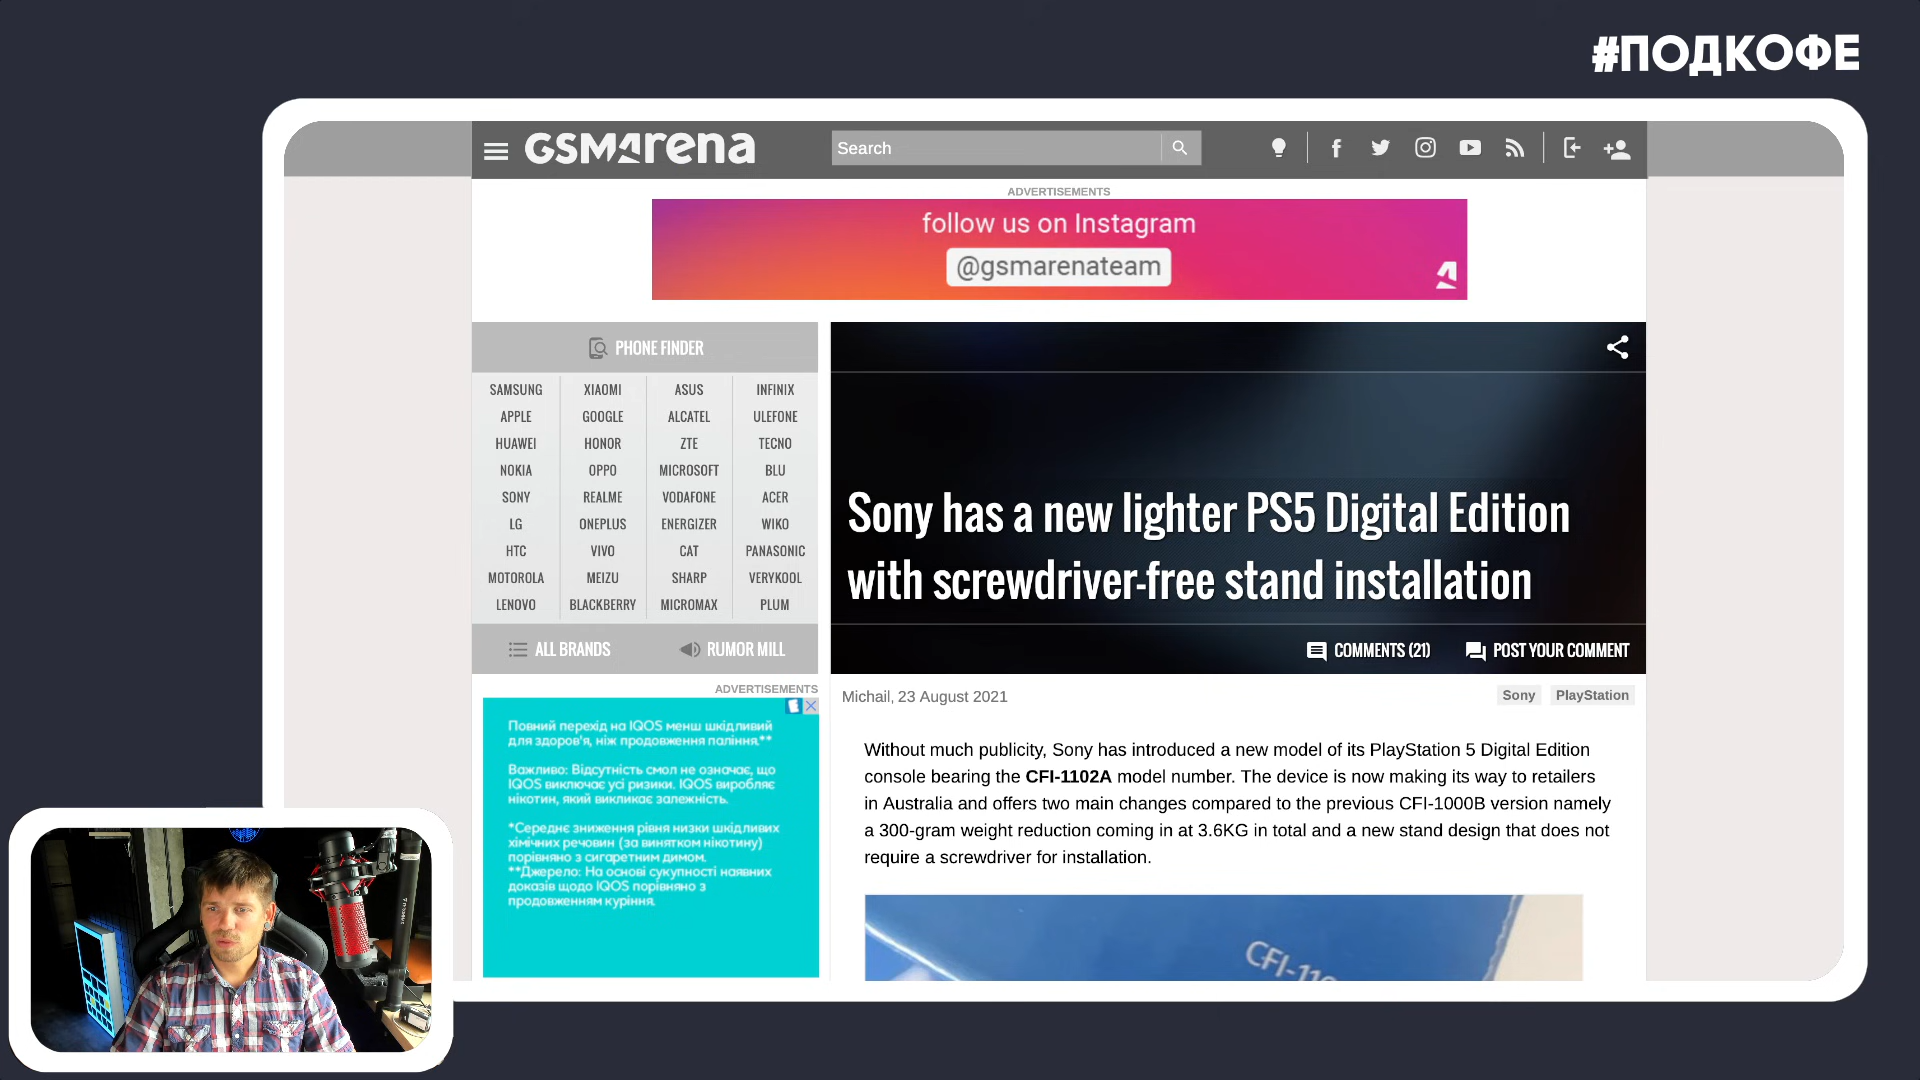 #ПОДКОФЕ
GSMArena
Search
ADVERTISEMENTS
follow us on Instagram
@gsmarenateam
PHONE FINDER
SAMSUNG XIAOMI ASUS INFINIX
APPLE GOOGLE ALCATEL ULEFONE
HUAWEI HONOR ZTE TECNO
NOKIA OPPO MICROSOFT BLU
SONY REALME VODAFONE ACER
LG ONEPLUS ENERGIZER WIKO
HTC VIVO CAT PANASONIC
MOTOROLA MEIZU SHARP VERYKOOL
LENOVO BLACKBERRY MICROMAX PLUM
ALL BRANDS RUMOR MILL
ADVERTISEMENTS
Повний перехід на IQOS менш шкідливий
для здоров'я, ніж продовження паління.**
Важливо: Відсутність смол не означає, що
IQOS виключає усі ризики. IQOS виробляє
нікотин, який викликає залежність.
*Середнє зниження рівня низки шкідливих
хімічних речовин (за винятком нікотину)
порівняно з сигаретним димом.
**Джерело: На основі сукупності наявних
доказів щодо IQOS порівняно з
продовженням куріння.
Sony has a new lighter PS5 Digital Edition
with screwdriver-free stand installation
COMMENTS (21) POST YOUR COMMENT
Michail, 23 August 2021
Sony PlayStation
Without much publicity, Sony has introduced a new model of its PlayStation 5 Digital Edition
console bearing the CFI-1102A model number. The device is now making its way to retailers
in Australia and offers two main changes compared to the previous CFI-1000B version namely
a 300-gram weight reduction coming in at 3.6KG in total and a new stand design that does not
require a screwdriver for installation.